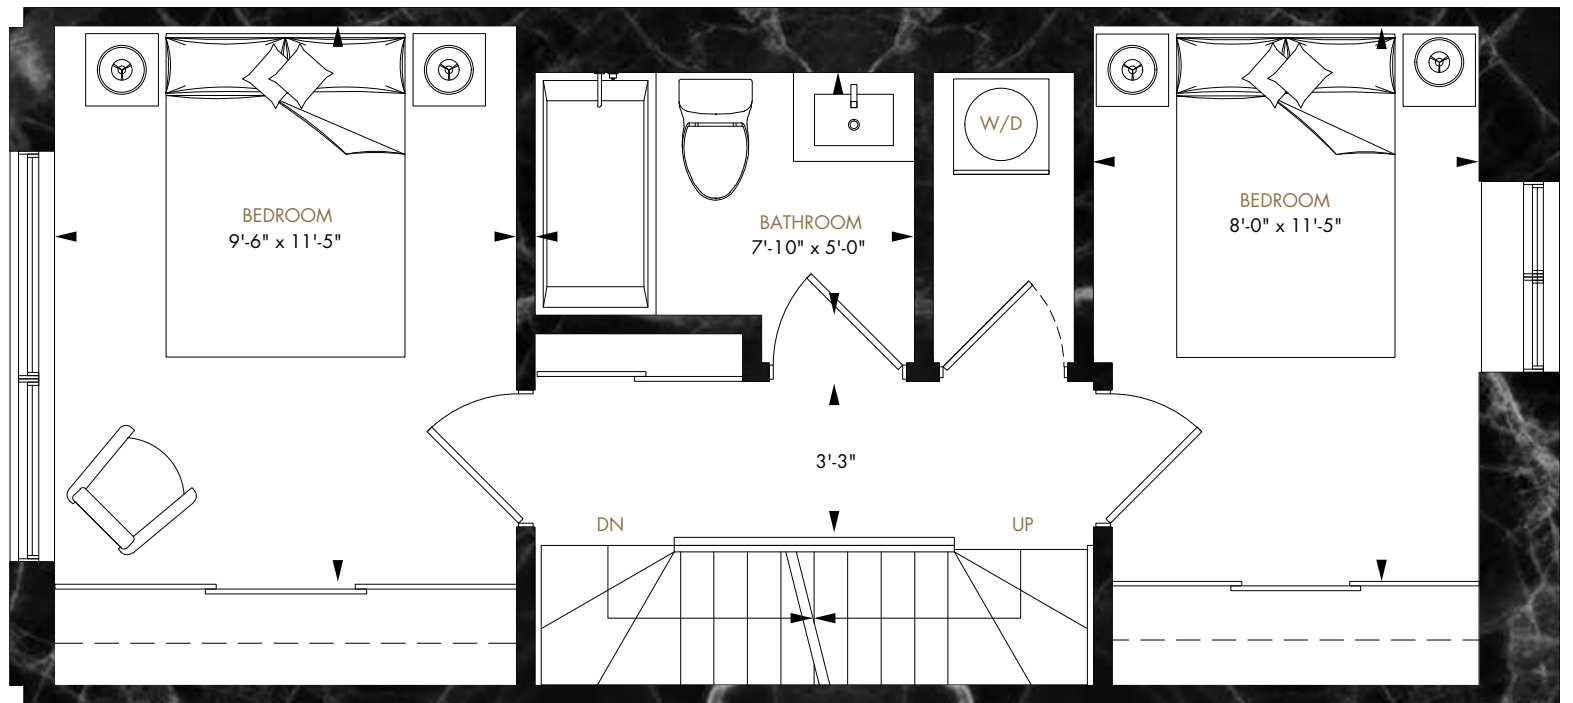 BEDROOM
9'-6" x 11'-5"
BATHROOM
7'-10" x 5'-0"
W/D
BEDROOM
8'-0" x 11'-5"
3'-3"
DN
UP